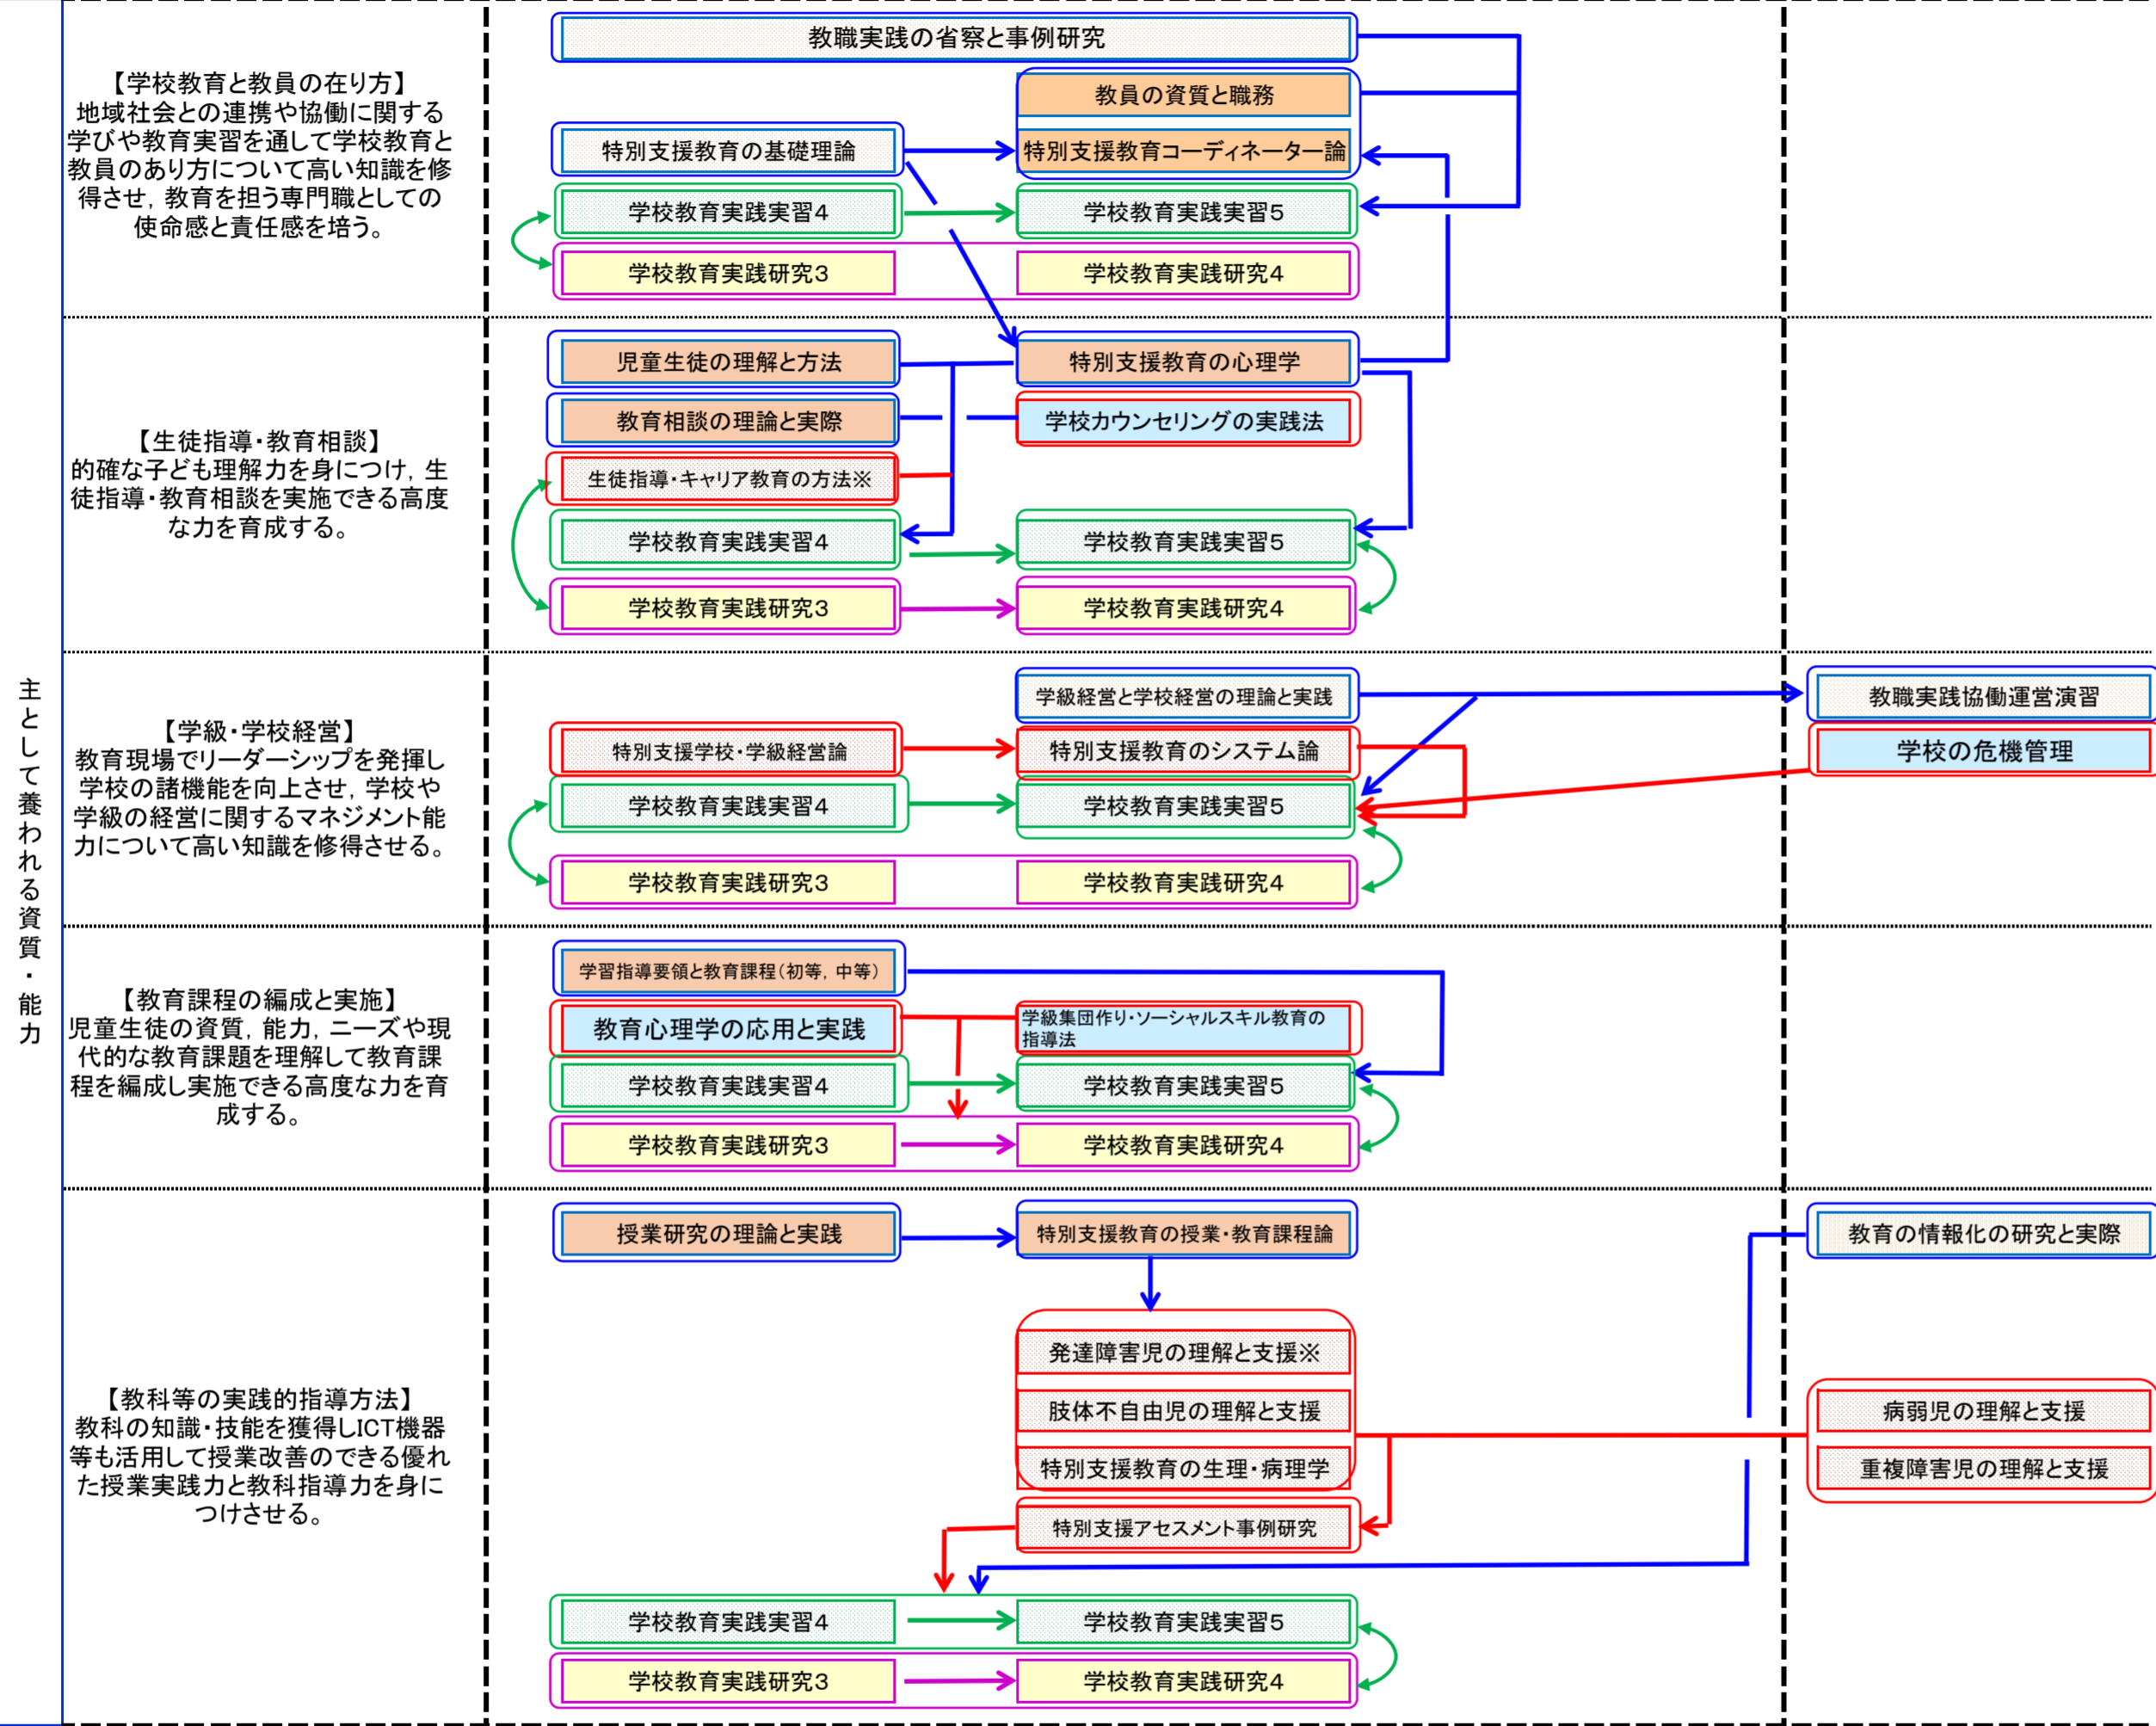 主として養われる資質・能力
【学校教育と教員の在り方】
地域社会との連携や協働に関する
学びや教育実習を通して学校教育と
教員のあり方について高い知識を修
得させ，教育を担う専門職としての
使命感と責任感を培う。
教職実践の省察と事例研究
教員の資質と職務
特別支援教育の基礎理論
特別支援教育コーディネーター論
学校教育実践実習4
学校教育実践実習5
学校教育実践研究3
学校教育実践研究4
【生徒指導・教育相談】
的確な子ども理解力を身につけ，生
徒指導・教育相談を実施できる高度
な力を育成する。
児童生徒の理解と方法
特別支援教育の心理学
教育相談の理論と実際
学校カウンセリングの実践法
生徒指導・キャリア教育の方法※
学校教育実践実習4
学校教育実践実習5
学校教育実践研究3
学校教育実践研究4
【学級・学校経営】
教育現場でリーダーシップを発揮し
学校の諸機能を向上させ，学校や
学級の経営に関するマネジメント能
力について高い知識を修得させる。
学級経営と学校経営の理論と実践
教職実践協働運営演習
特別支援学校・学級経営論
特別支援教育のシステム論
学校の危機管理
学校教育実践実習4
学校教育実践実習5
学校教育実践研究3
学校教育実践研究4
【教育課程の編成と実施】
児童生徒の資質，能力，ニーズや現
代的な教育課題を理解して教育課
程を編成し実施できる高度な力を育
成する。
学習指導要領と教育課程（初等，中等）
教育心理学の応用と実践
学級集団作り・ソーシャルスキル教育の
指導法
学校教育実践実習4
学校教育実践実習5
学校教育実践研究3
学校教育実践研究4
【教科等の実践的指導方法】
教科の知識・技能を獲得しICT機器
等も活用して授業改善のできる優れ
た授業実践力と教科指導力を身に
つけさせる。
授業研究の理論と実践
特別支援教育の授業・教育課程論
教育の情報化の研究と実際
発達障害児の理解と支援※
肢体不自由児の理解と支援
病弱児の理解と支援
特別支援教育の生理・病理学
重複障害児の理解と支援
特別支援アセスメント事例研究
学校教育実践実習4
学校教育実践実習5
学校教育実践研究3
学校教育実践研究4